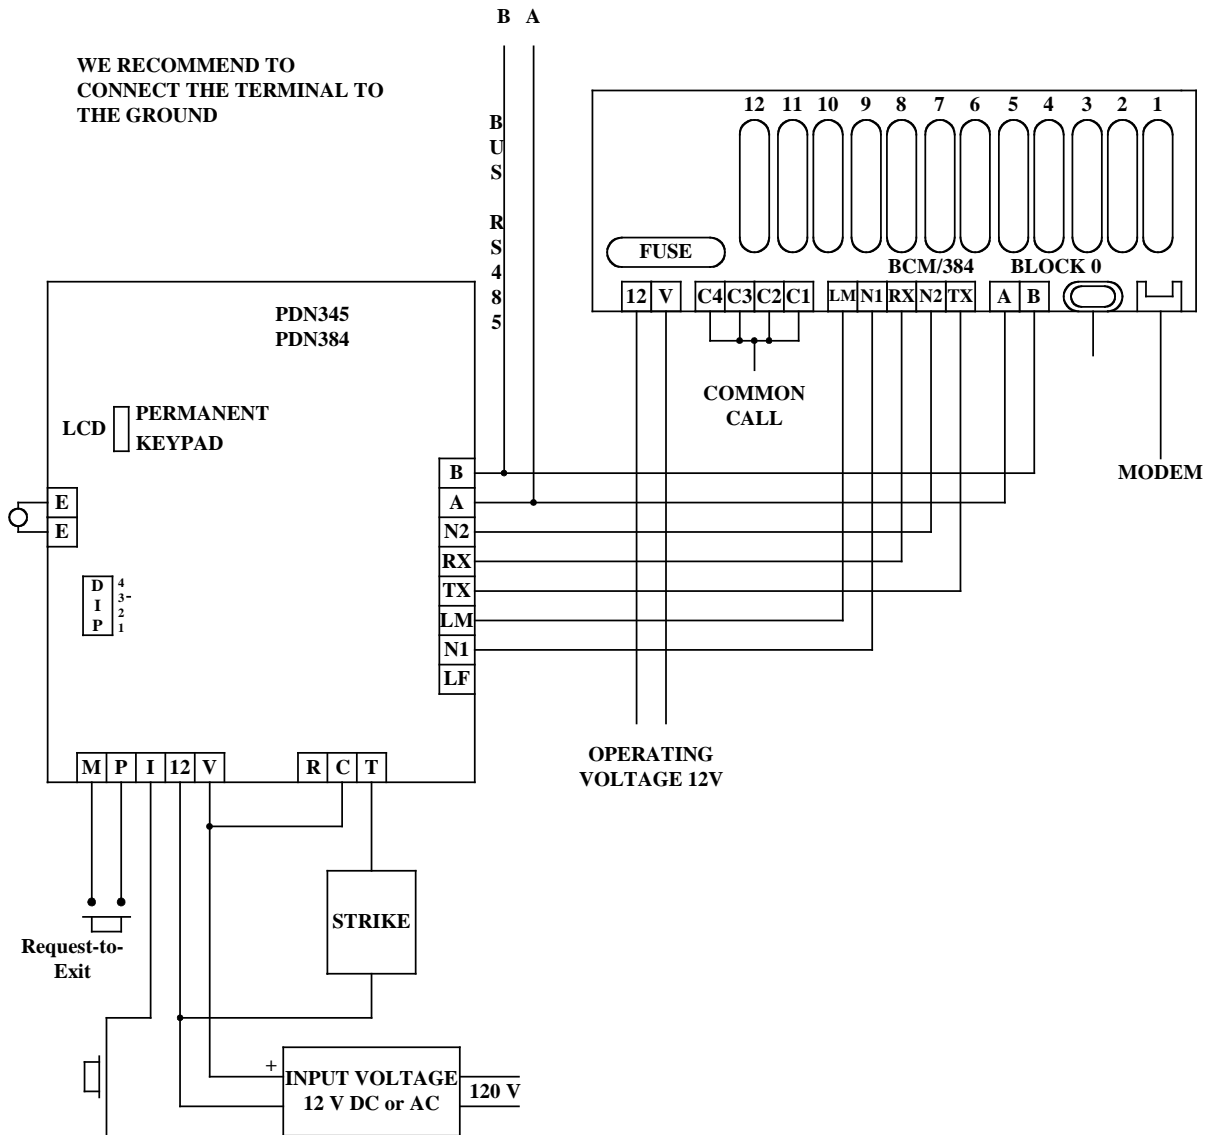 B A
WE RECOMMEND TO
CONNECT THE TERMINAL TO
THE GROUND
BUS RS485
12 11 10 9 8 7 6 5 4 3 2 1
FUSE
BCM/384 BLOCK 0
12 V C4 C3 C2 C1 LM N1 RX N2 TX A B
COMMON
CALL
MODEM
OPERATING
VOLTAGE 12V
PDN345
PDN384
LCD
PERMANENT
KEYPAD
E
E
DIP
4
3-
2
1
B
A
N2
RX
TX
LM
N1
LF
M P I 12 V R C T
STRIKE
Request-to-
Exit
+
INPUT VOLTAGE
12 V DC or AC
120 V